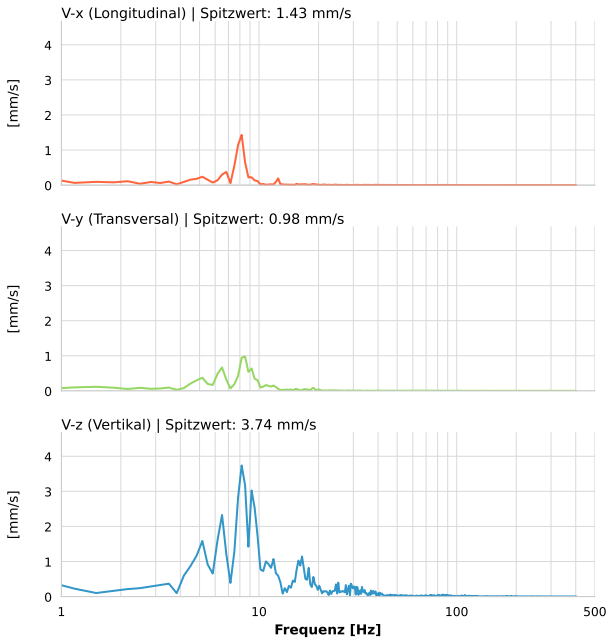 V-x (Longitudinal) | Spitzwert: 1.43 mm/s
4
3
[mm/s]
2
1
0
V-y (Transversal) | Spitzwert: 0.98 mm/s
4
3
[mm/s]
2
1
0
V-z (Vertikal) | Spitzwert: 3.74 mm/s
4
3
[mm/s]
2
1
0
1 10 100 500
Frequenz [Hz]